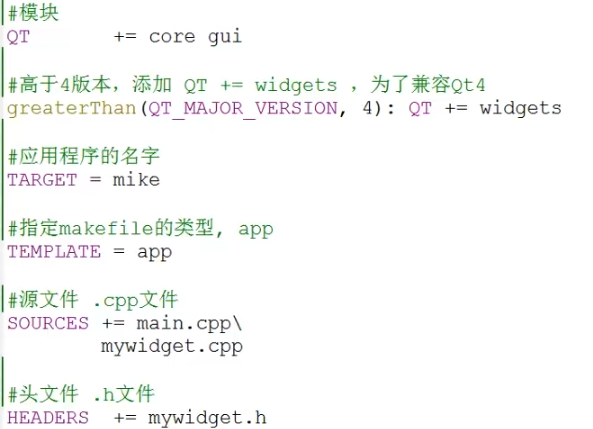 #模块
QT       += core gui
#高于4版本，添加 QT += widgets ，为了兼容Qt4
greaterThan(QT_MAJOR_VERSION, 4): QT += widgets
#应用程序的名字
TARGET = mike
#指定makefile的类型, app
TEMPLATE = app
#源文件 .cpp文件
SOURCES += main.cpp\
        mywidget.cpp
#头文件 .h文件
HEADERS  += mywidget.h